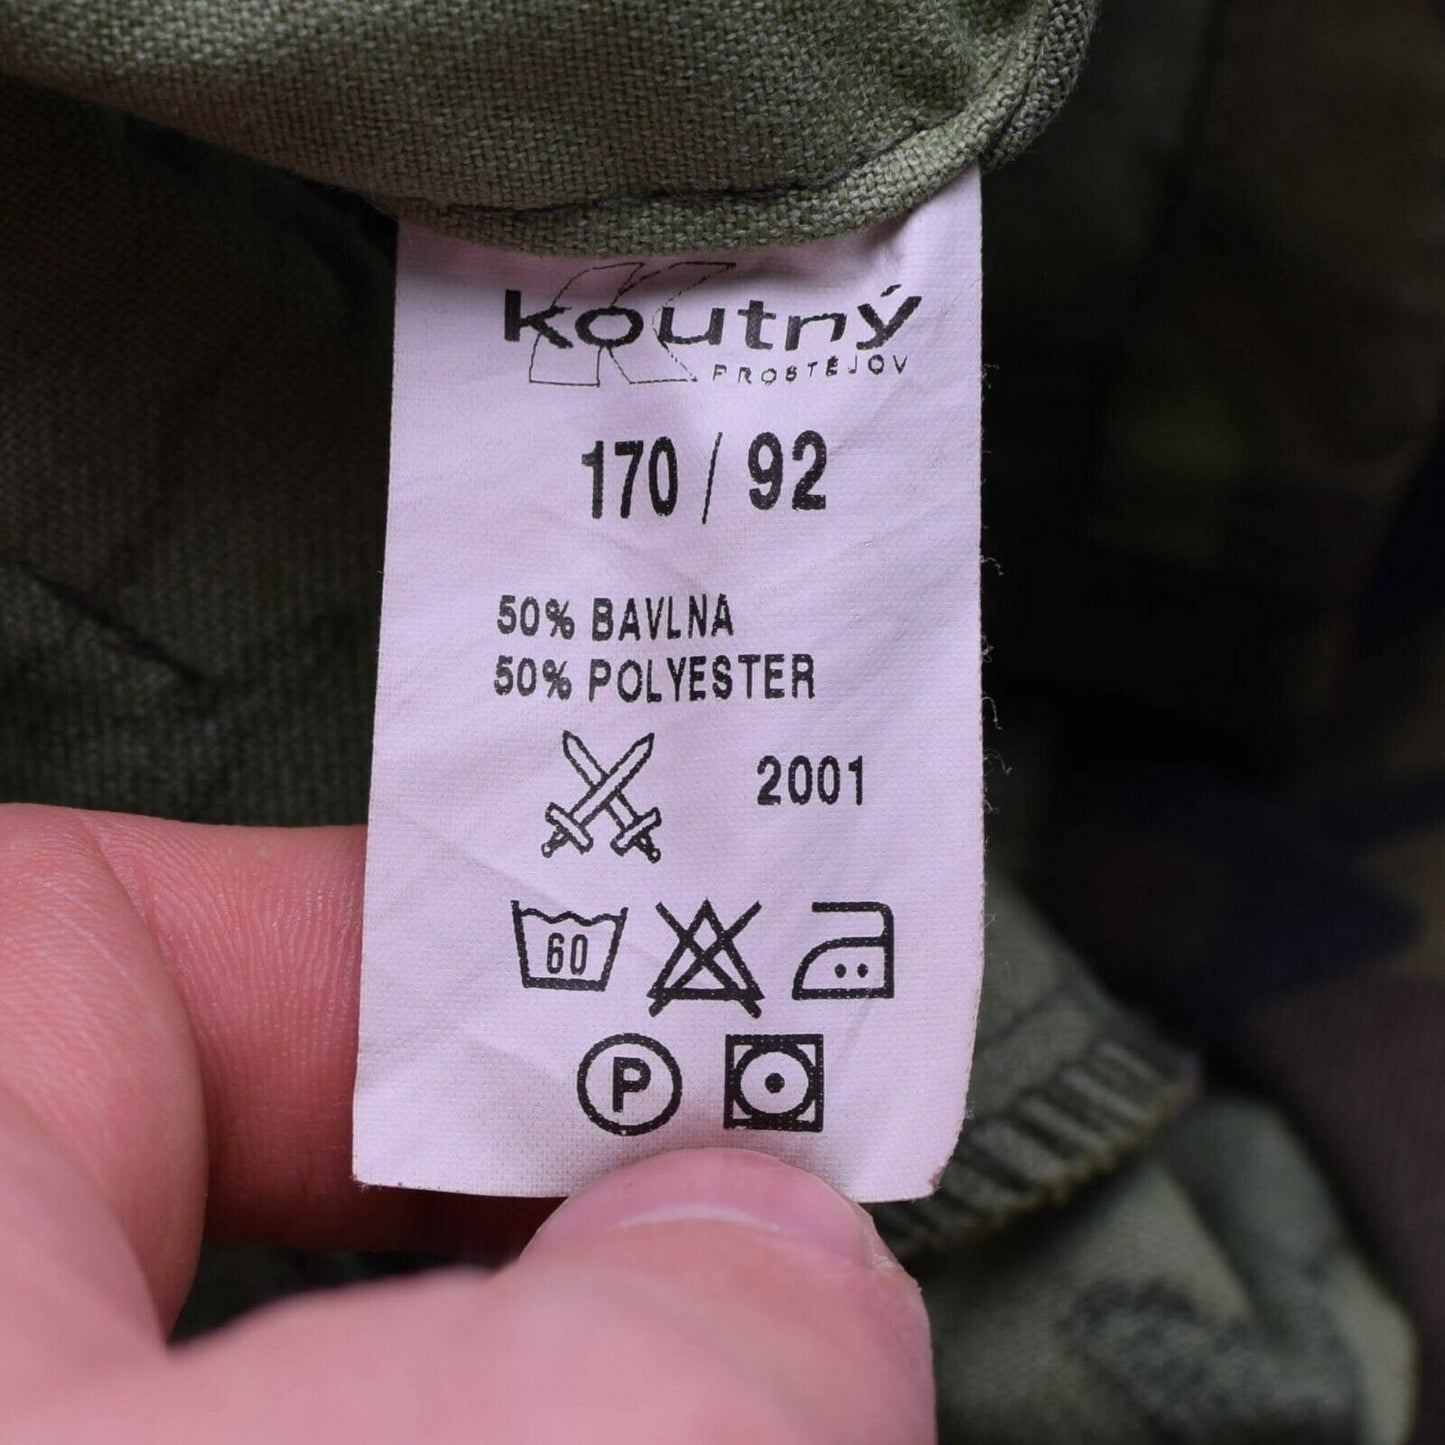 koutný
PROSTĚJOV
170 / 92
50% BAVLNA
50% POLYESTER
2001
60
P